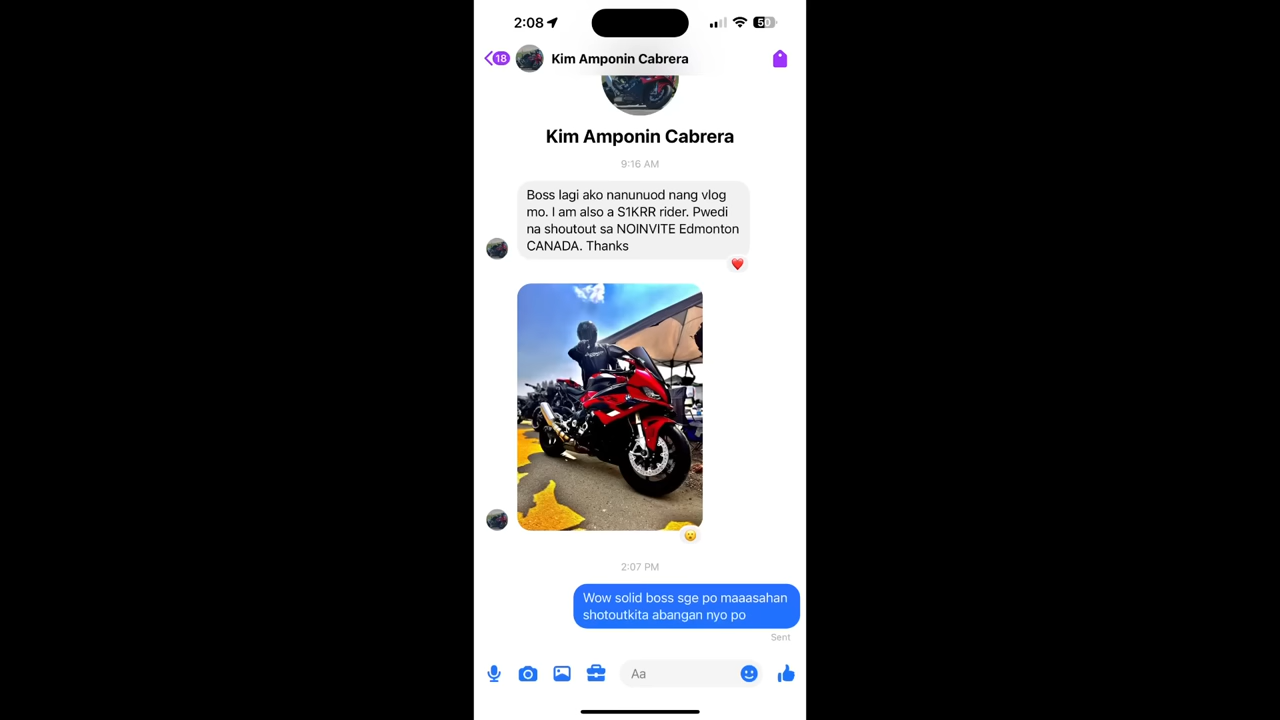 2:08
50
18
Kim Amponin Cabrera
Kim Amponin Cabrera
9:16 AM
Boss lagi ako nanunuod nang vlog
mo. I am also a S1KRR rider. Pwedi
na shoutout sa NOINVITE Edmonton
CANADA. Thanks
2:07 PM
Wow solid boss sge po maaasahan
shotoutkita abangan nyo po
Sent
Aa